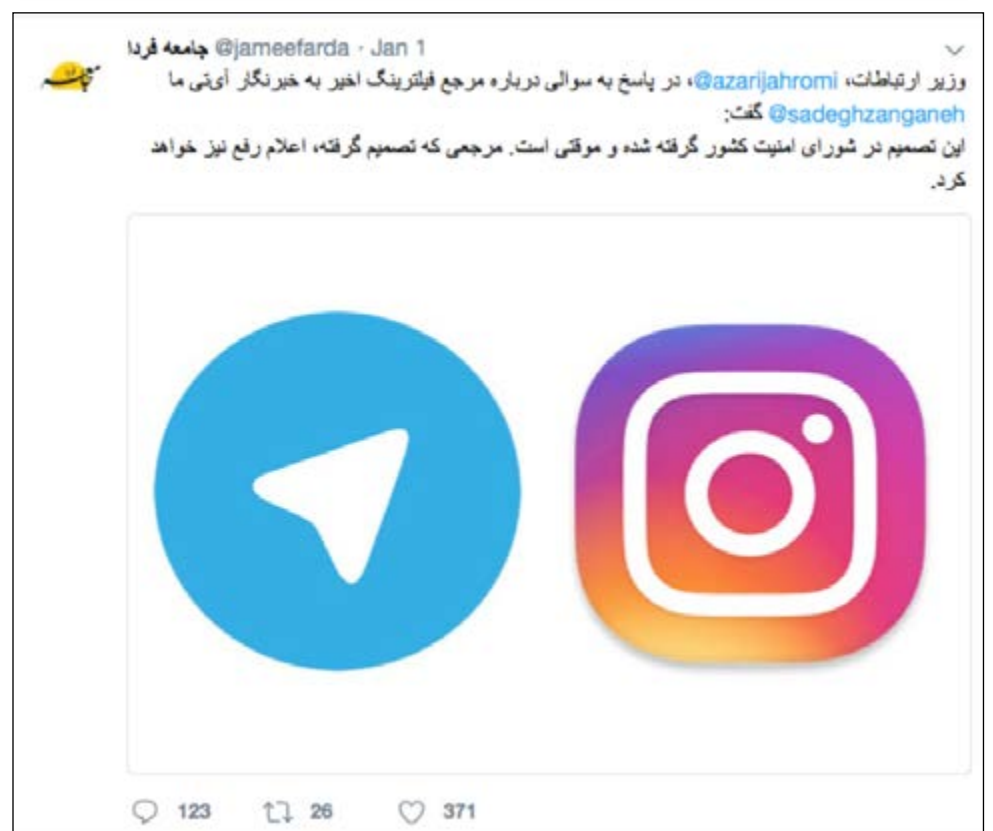 جامعه فردا @jameefarda · Jan 1
وزیر ارتباطات، @azarijahromi، در پاسخ به سوالی درباره مرجع فیلترینگ اخیر به خبرنگار آی‌تی ما
@sadeghzanganeh گفت:
این تصمیم در شورای امنیت کشور گرفته شده و موقتی است. مرجعی که تصمیم گرفته، اعلام رفع نیز خواهد
کرد.
123 26 371